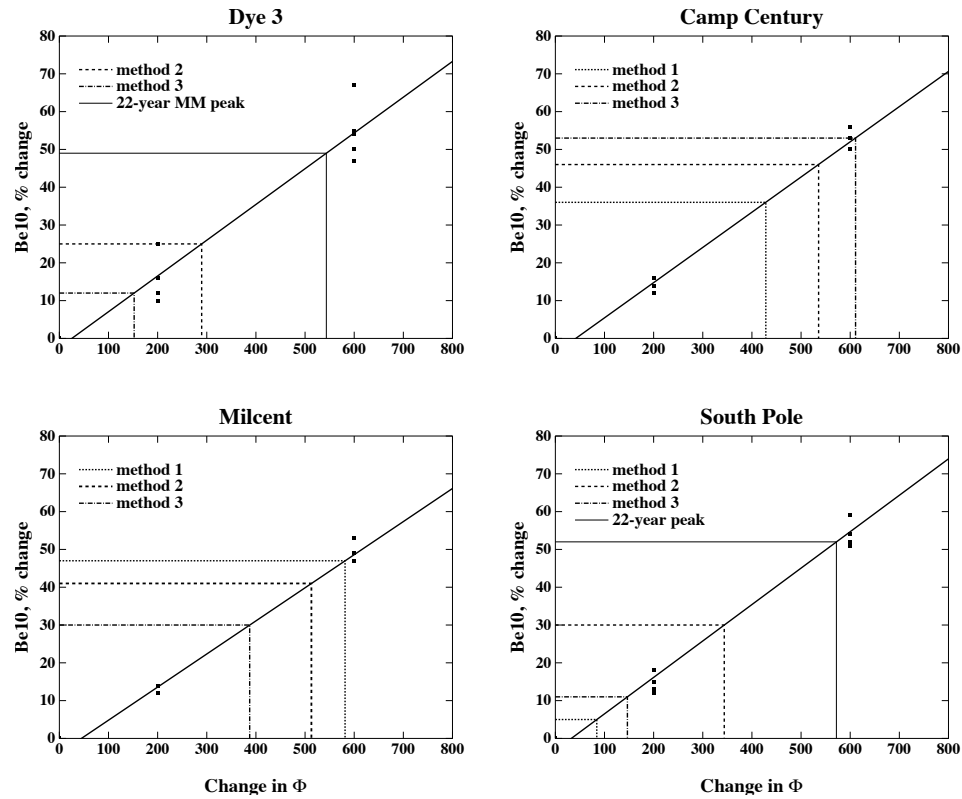 Dye 3
Be10, % change
80
70
60
50
40
30
20
10
0
method 2
method 3
22-year MM peak
0 100 200 300 400 500 600 700 800
Camp Century
Be10, % change
80
70
60
50
40
30
20
10
0
method 1
method 2
method 3
0 100 200 300 400 500 600 700 800
Milcent
Be10, % change
80
70
60
50
40
30
20
10
0
method 1
method 2
method 3
0 100 200 300 400 500 600 700 800
Change in Φ
South Pole
Be10, % change
80
70
60
50
40
30
20
10
0
method 1
method 2
method 3
22-year peak
0 100 200 300 400 500 600 700 800
Change in Φ